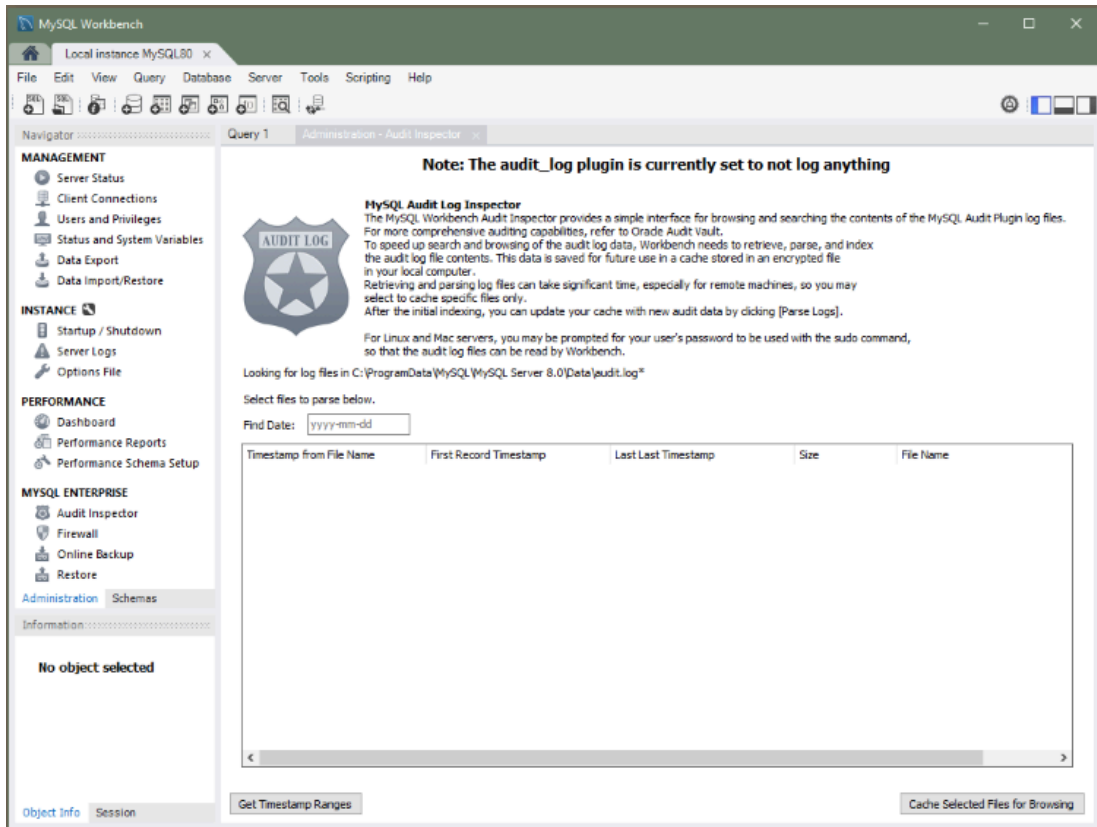 MySQL Workbench
Local instance MySQL80
File Edit View Query Database Server Tools Scripting Help
Navigator
MANAGEMENT
Server Status
Client Connections
Users and Privileges
Status and System Variables
Data Export
Data Import/Restore
INSTANCE
Startup / Shutdown
Server Logs
Options File
PERFORMANCE
Dashboard
Performance Reports
Performance Schema Setup
MYSQL ENTERPRISE
Audit Inspector
Firewall
Online Backup
Restore
Administration Schemas
Information
No object selected
Object Info Session
Query 1 Administration - Audit Inspector
Note: The audit_log plugin is currently set to not log anything
AUDIT LOG
MySQL Audit Log Inspector
The MySQL Workbench Audit Inspector provides a simple interface for browsing and searching the contents of the MySQL Audit Plugin log files.
For more comprehensive auditing capabilities, refer to Oracle Audit Vault.
To speed up search and browsing of the audit log data, Workbench needs to retrieve, parse, and index
the audit log file contents. This data is saved for future use in a cache stored in an encrypted file
in your local computer.
Retrieving and parsing log files can take significant time, especially for remote machines, so you may
select to cache specific files only.
After the initial indexing, you can update your cache with new audit data by clicking [Parse Logs].
For Linux and Mac servers, you may be prompted for your user's password to be used with the sudo command,
so that the audit log files can be read by Workbench.
Looking for log files in C:\ProgramData\MySQL\MySQL Server 8.0\Data\audit.log*
Select files to parse below.
Find Date: yyyy-mm-dd
Timestamp from File Name First Record Timestamp Last Last Timestamp Size File Name
Get Timestamp Ranges Cache Selected Files for Browsing